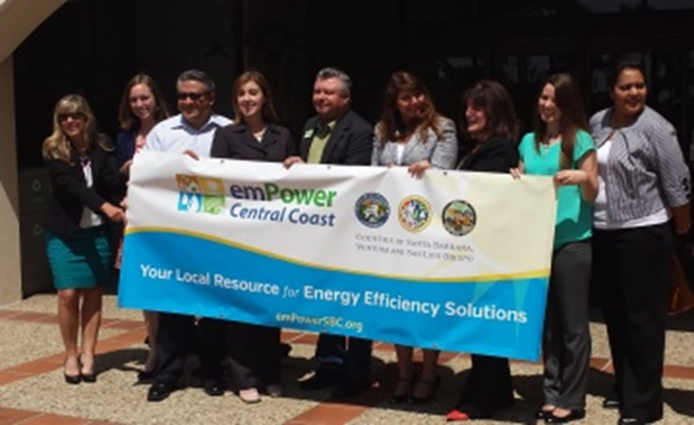 emPower
Central Coast
Counties of Santa Barbara,
Ventura and San Luis Obispo
Your Local Resource for Energy Efficiency Solutions
emPowerSBC.org